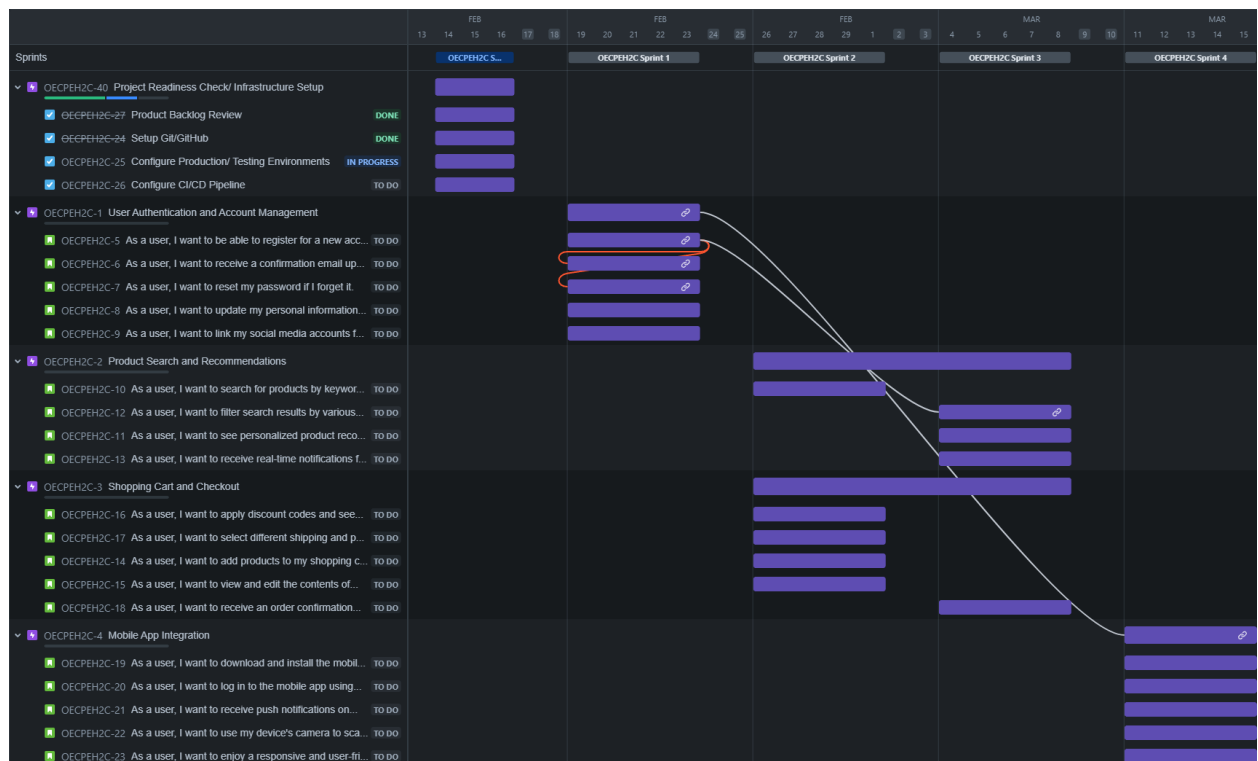 FEB FEB FEB MAR MAR
13 14 15 16 17 18 19 20 21 22 23 24 25 26 27 28 29 1 2 3 4 5 6 7 8 9 10 11 12 13 14 15
Sprints OECPEH2C S... OECPEH2C Sprint 1 OECPEH2C Sprint 2 OECPEH2C Sprint 3 OECPEH2C Sprint 4
OECPEH2C-40 Project Readiness Check/ Infrastructure Setup
OECPEH2C-27 Product Backlog Review DONE
OECPEH2C-24 Setup Git/GitHub DONE
OECPEH2C-25 Configure Production/ Testing Environments IN PROGRESS
OECPEH2C-26 Configure CI/CD Pipeline TO DO
OECPEH2C-1 User Authentication and Account Management
OECPEH2C-5 As a user, I want to be able to register for a new acc... TO DO
OECPEH2C-6 As a user, I want to receive a confirmation email up... TO DO
OECPEH2C-7 As a user, I want to reset my password if I forget it. TO DO
OECPEH2C-8 As a user, I want to update my personal information... TO DO
OECPEH2C-9 As a user, I want to link my social media accounts f... TO DO
OECPEH2C-2 Product Search and Recommendations
OECPEH2C-10 As a user, I want to search for products by keywor... TO DO
OECPEH2C-12 As a user, I want to filter search results by various... TO DO
OECPEH2C-11 As a user, I want to see personalized product reco... TO DO
OECPEH2C-13 As a user, I want to receive real-time notifications f... TO DO
OECPEH2C-3 Shopping Cart and Checkout
OECPEH2C-16 As a user, I want to apply discount codes and see... TO DO
OECPEH2C-17 As a user, I want to select different shipping and p... TO DO
OECPEH2C-14 As a user, I want to add products to my shopping c... TO DO
OECPEH2C-15 As a user, I want to view and edit the contents of... TO DO
OECPEH2C-18 As a user, I want to receive an order confirmation... TO DO
OECPEH2C-4 Mobile App Integration
OECPEH2C-19 As a user, I want to download and install the mobil... TO DO
OECPEH2C-20 As a user, I want to log in to the mobile app using... TO DO
OECPEH2C-21 As a user, I want to receive push notifications on... TO DO
OECPEH2C-22 As a user, I want to use my device's camera to sca... TO DO
OECPEH2C-23 As a user, I want to enjoy a responsive and user-fri... TO DO